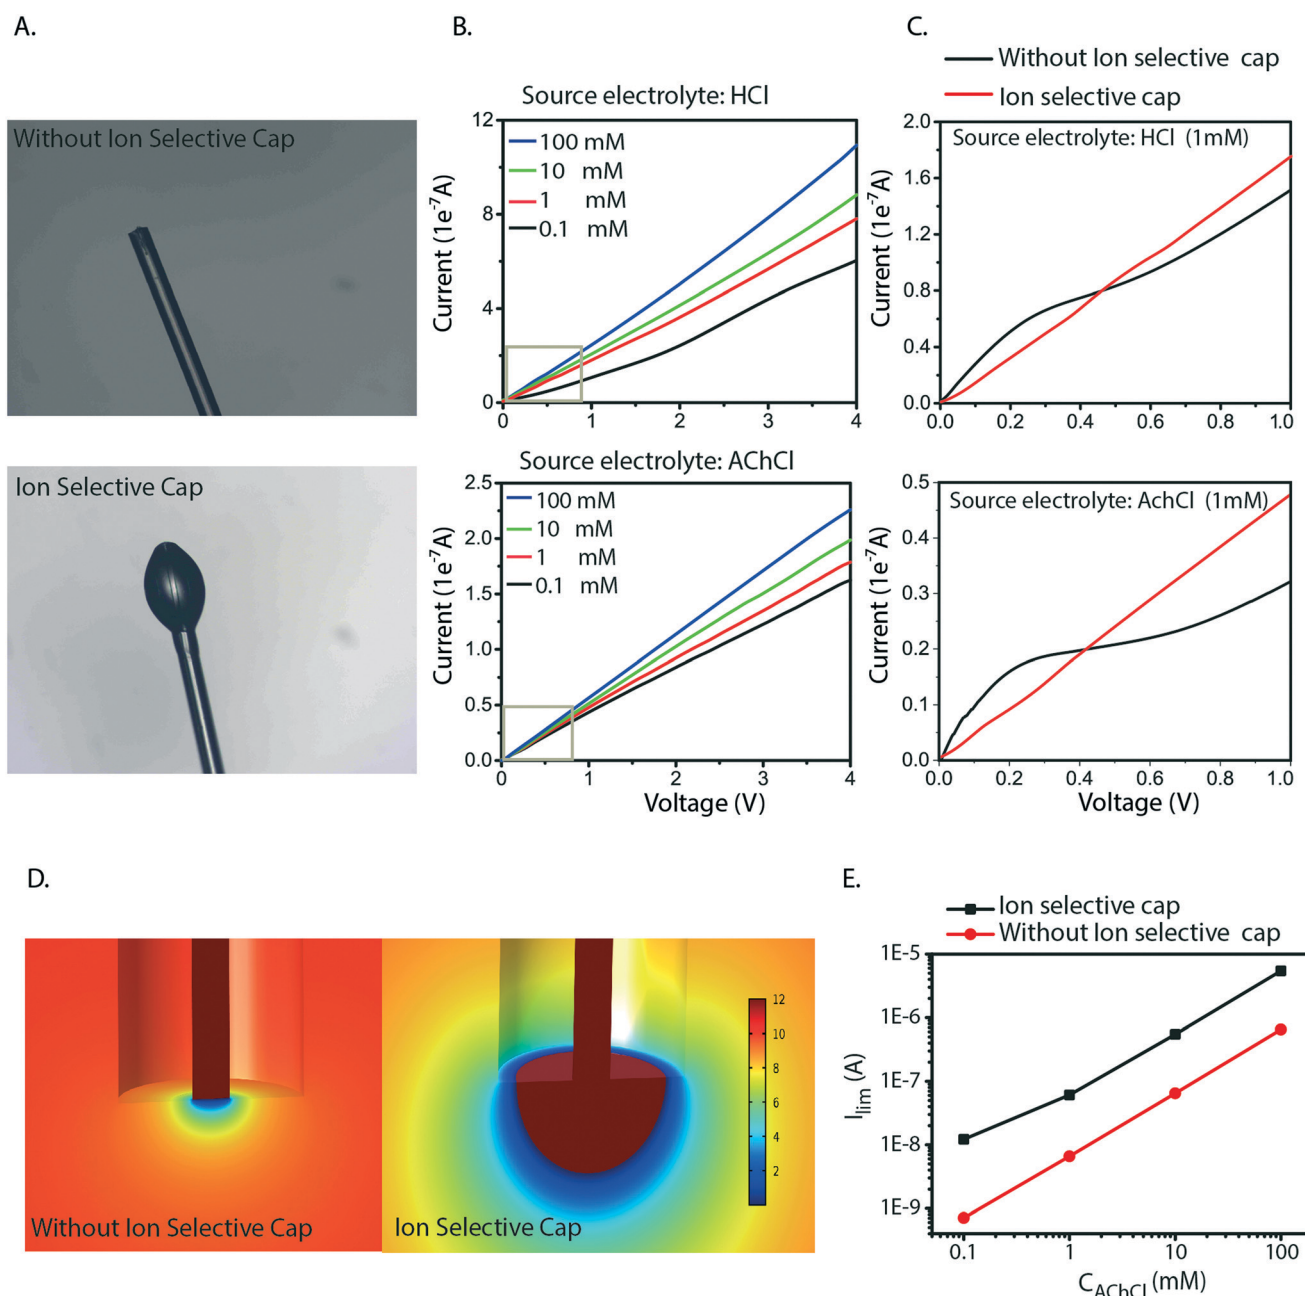 A.
Without Ion Selective Cap
Ion Selective Cap
B.
Source electrolyte: HCl
12
8
4
0
100 mM
10 mM
1 mM
0.1 mM
Current (1e⁻⁷A)
0 1 2 3 4
Source electrolyte: AChCl
2.5
2.0
1.5
1.0
0.5
0.0
100 mM
10 mM
1 mM
0.1 mM
Current (1e⁻⁷A)
0 1 2 3 4
Voltage (V)
C.
Without Ion selective cap
Ion selective cap
Source electrolyte: HCl (1mM)
2.0
1.6
1.2
0.8
0.4
0.0
Current (1e⁻⁷A)
0.0 0.2 0.4 0.6 0.8 1.0
Source electrolyte: AchCl (1mM)
0.5
0.4
0.3
0.2
0.1
0.0
Current (1e⁻⁷A)
0.0 0.2 0.4 0.6 0.8 1.0
Voltage (V)
D.
Without Ion Selective Cap
Ion Selective Cap
12
10
8
6
4
2
E.
Ion selective cap
Without Ion selective cap
1E-5
1E-6
1E-7
1E-8
1E-9
I_lim (A)
0.1 1 10 100
C_AChCl (mM)